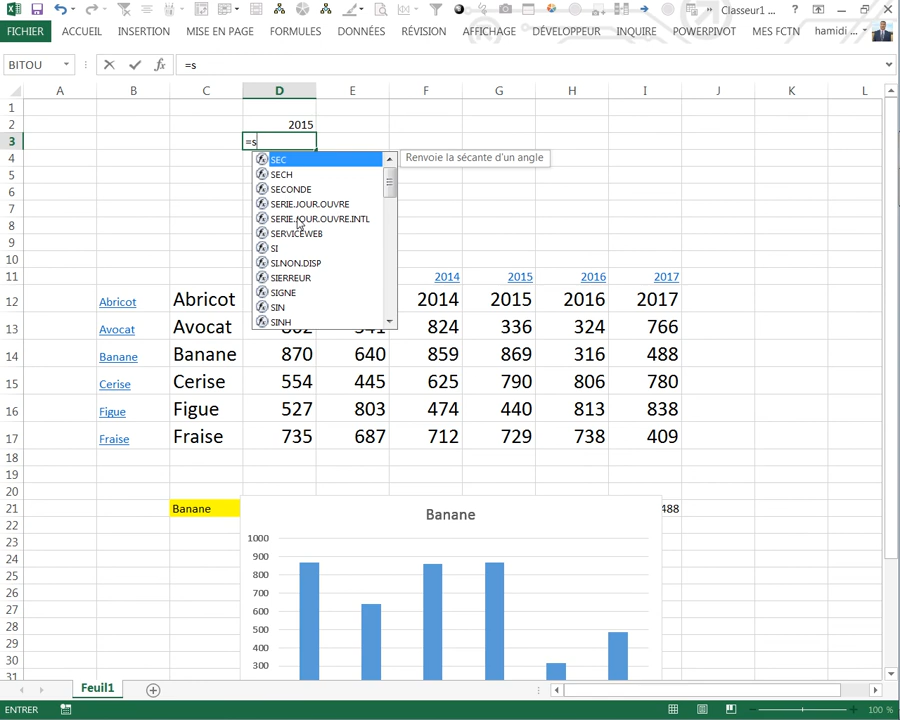 Classeur1 ... ?
FICHIER ACCUEIL INSERTION MISE EN PAGE FORMULES DONNÉES RÉVISION AFFICHAGE DÉVELOPPEUR INQUIRE POWERPIVOT MES FCTN hamidi ...
BITOU fx =s
A B C D E F G H I J K L
1
2 2015
3 =s
SEC Renvoie la sécante d'un angle
4
SECH
5
SECONDE
6
SERIE.JOUR.OUVRE
7
SERIE.JOUR.OUVRE.INTL
8
SERVICEWEB
9
SI
10
SI.NON.DISP
11 2014 2015 2016 2017
SIERREUR
SIGNE
12 Abricot Abricot 2014 2015 2016 2017
SIN
SINH
13 Avocat Avocat 824 336 324 766
14 Banane Banane 870 640 859 869 316 488
15 Cerise Cerise 554 445 625 790 806 780
16 Figue Figue 527 803 474 440 813 838
17 Fraise Fraise 735 687 712 729 738 409
18
19
20
21 Banane 488
Banane
22
23 1000
24 900
25 800
26 700
27 600
28 500
29 400
30 300
31
Feuil1
ENTRER 100 %